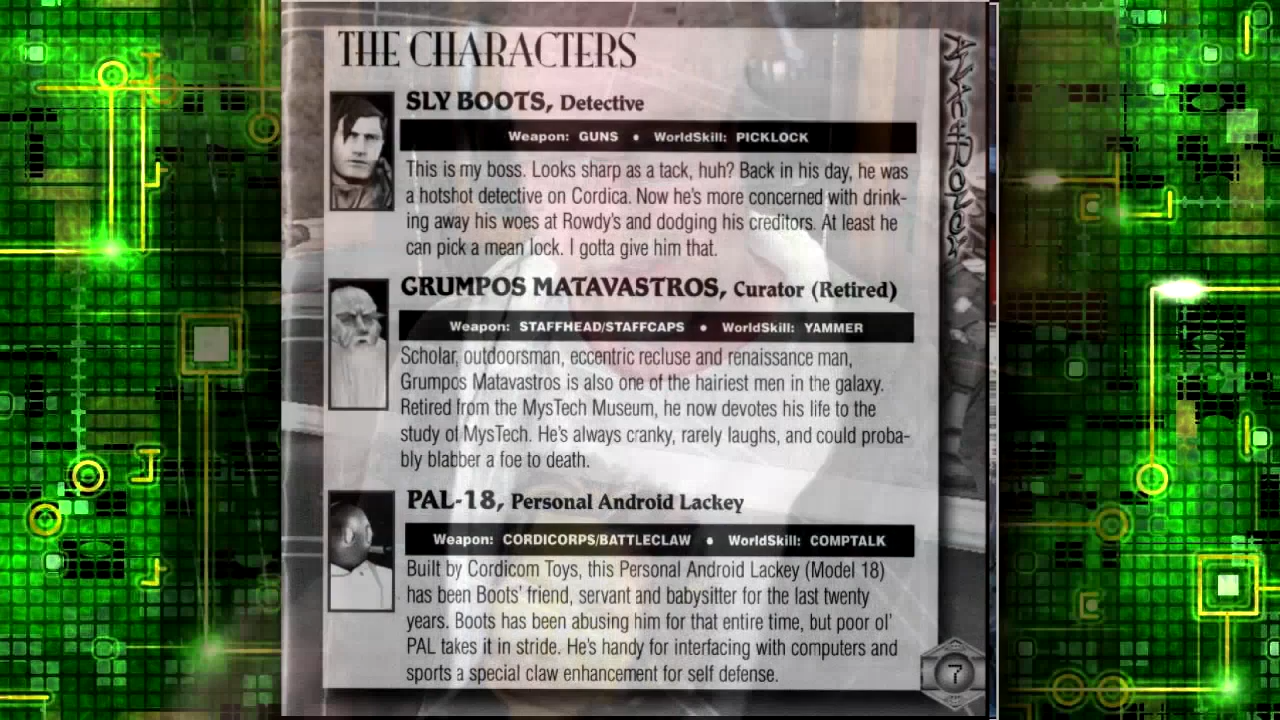 THE CHARACTERS
SLY BOOTS, Detective
Weapon: GUNS • WorldSkill: PICKLOCK
This is my boss. Looks sharp as a tack, huh? Back in his day, he was
a hotshot detective on Cordica. Now he's more concerned with drink-
ing away his woes at Rowdy's and dodging his creditors. At least he
can pick a mean lock. I gotta give him that.
GRUMPOS MATAVASTROS, Curator (Retired)
Weapon: STAFFHEAD/STAFFCAPS • WorldSkill: YAMMER
Scholar, outdoorsman, eccentric recluse and renaissance man,
Grumpos Matavastros is also one of the hairiest men in the galaxy.
Retired from the MysTech Museum, he now devotes his life to the
study of MysTech. He's always cranky, rarely laughs, and could proba-
bly blabber a foe to death.
PAL-18, Personal Android Lackey
Weapon: CORDICORPS/BATTLECLAW • WorldSkill: COMPTALK
Built by Cordicom Toys, this Personal Android Lackey (Model 18)
has been Boots' friend, servant and babysitter for the last twenty
years. Boots has been abusing him for that entire time, but poor ol'
PAL takes it in stride. He's handy for interfacing with computers and
sports a special claw enhancement for self defense.
ANACHRONOX
7